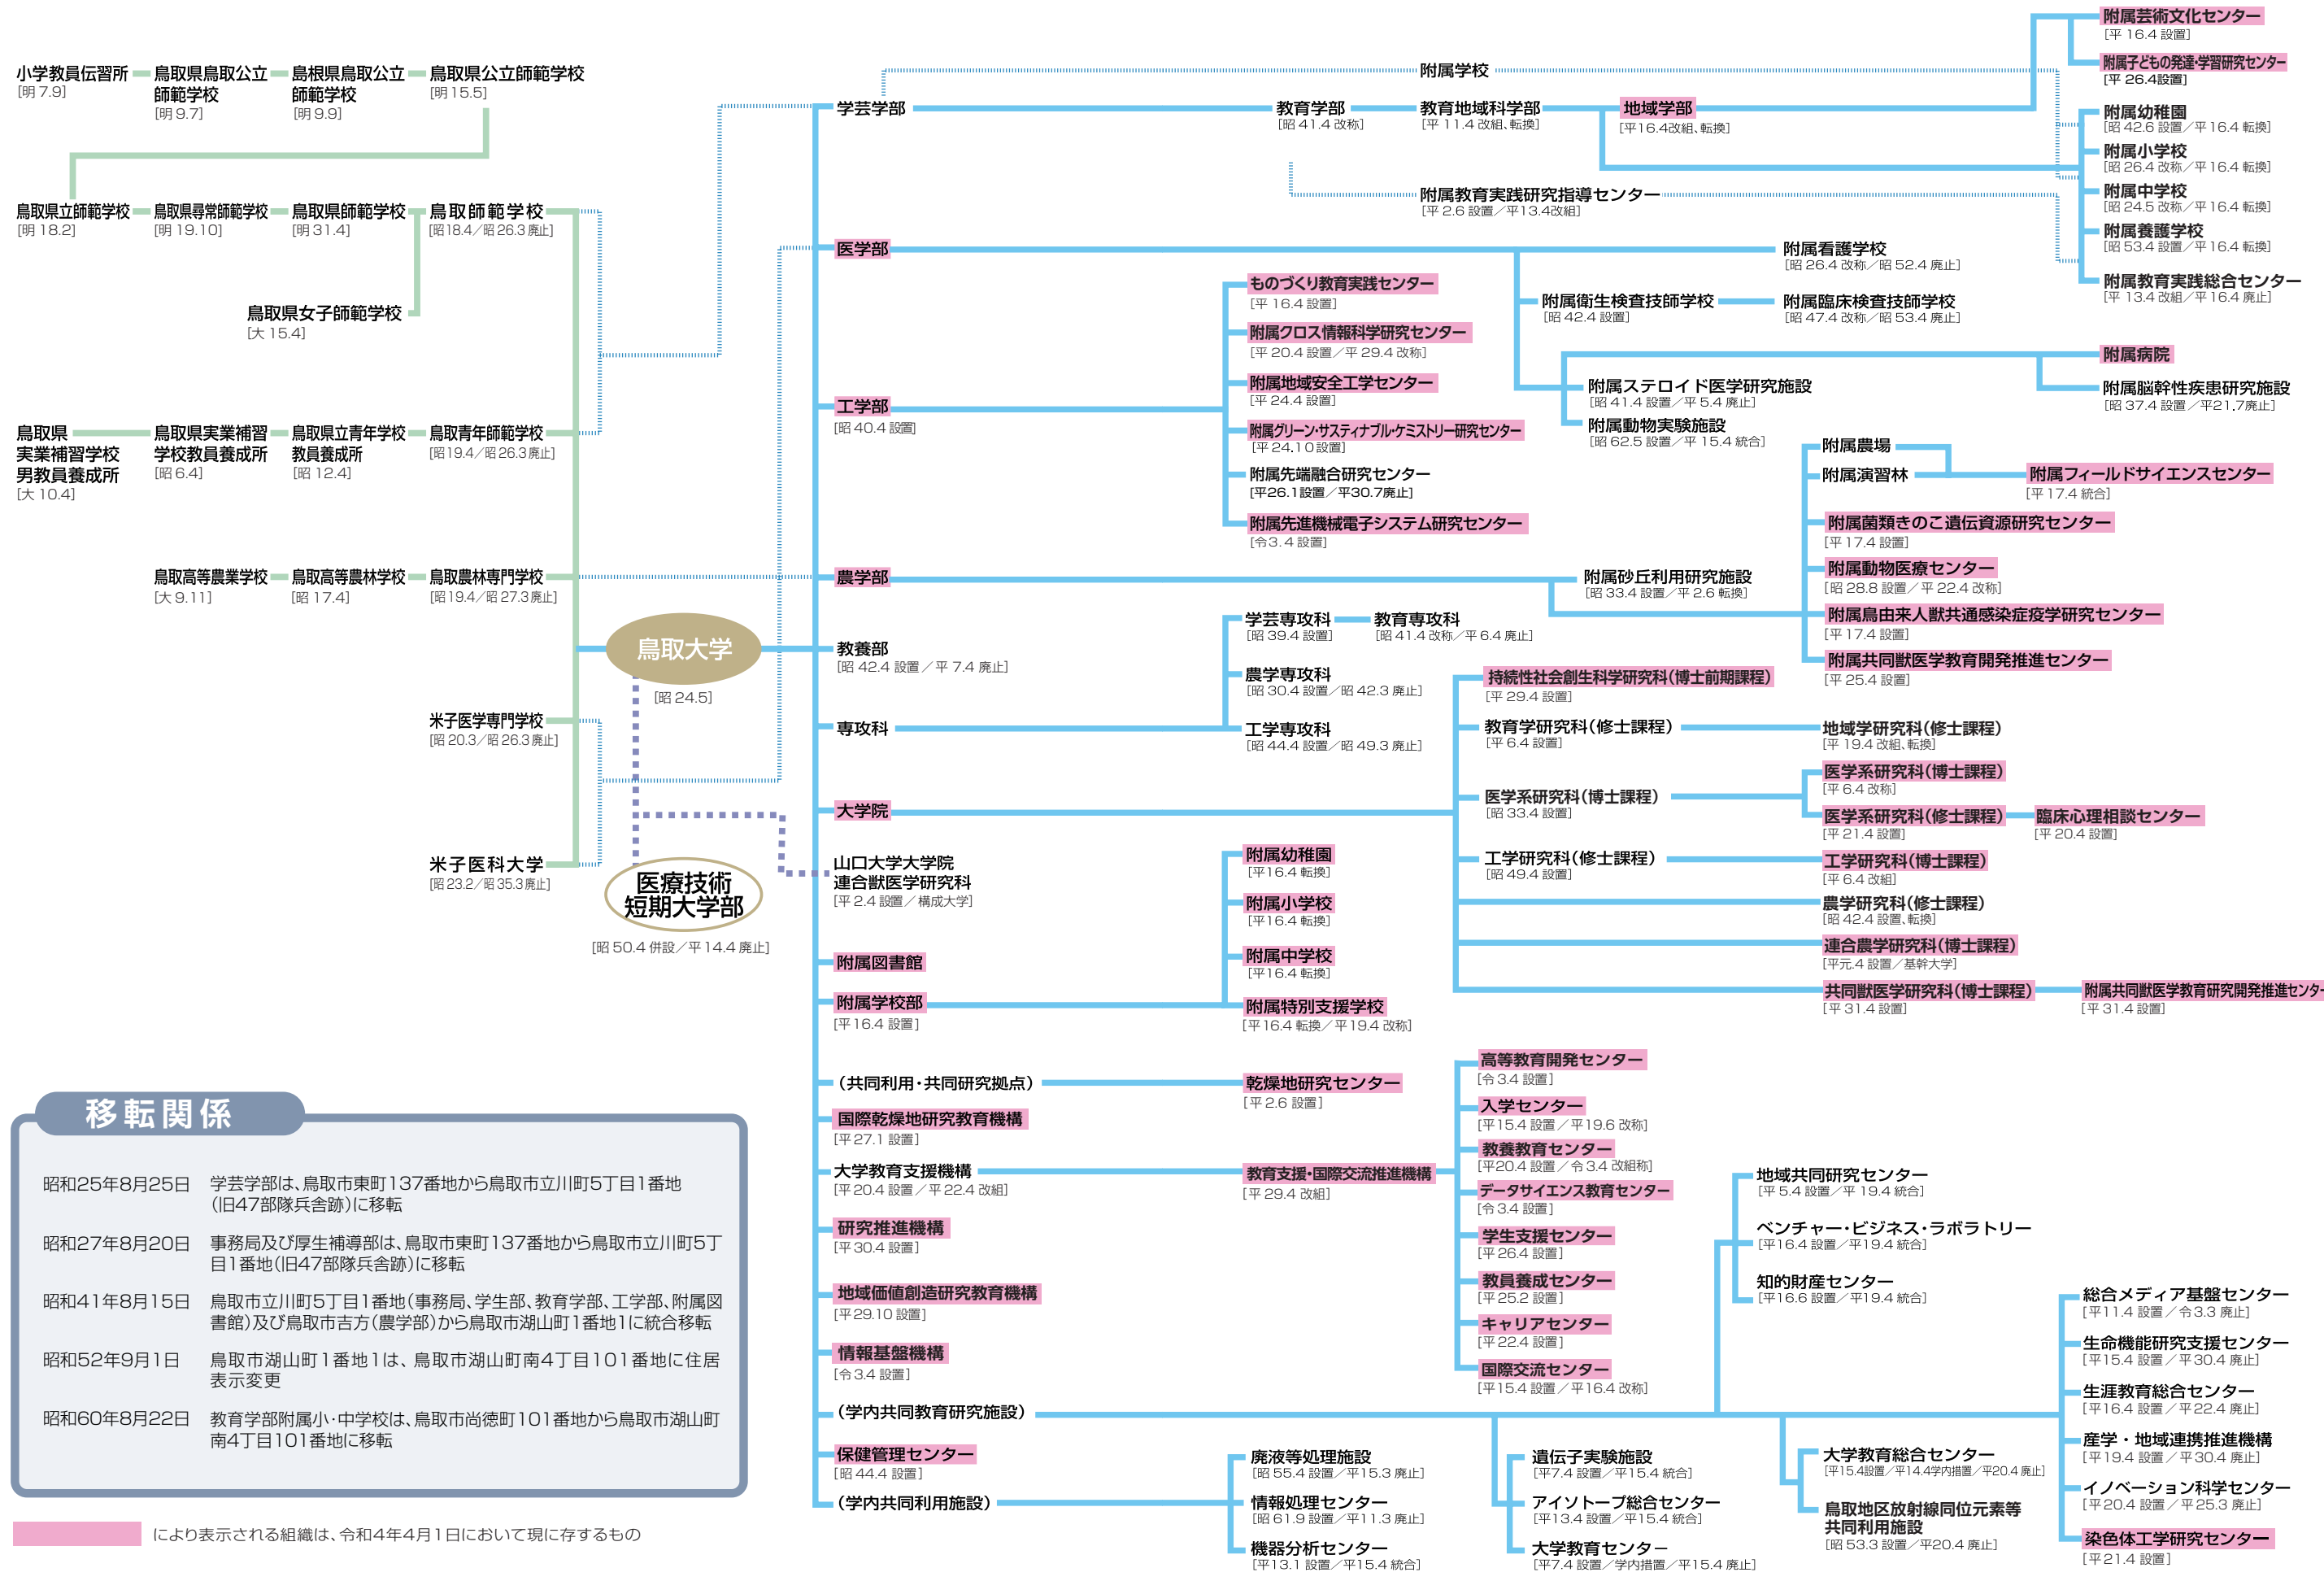 小学教員伝習所
[明 7.9]
鳥取県鳥取公立
師範学校
[明 9.7]
島根県鳥取公立
師範学校
[明 9.9]
鳥取県公立師範学校
[明 15.5]
鳥取県立師範学校
[明 18.2]
鳥取県尋常師範学校
[明 19.10]
鳥取県師範学校
[明 31.4]
鳥取師範学校
[昭18.4／昭 26.3 廃止]
鳥取県女子師範学校
[大 15.4]
鳥取県
実業補習学校
男教員養成所
[大 10.4]
鳥取県実業補習
学校教員養成所
[昭 6.4]
鳥取県立青年学校
教員養成所
[昭 12.4]
鳥取青年師範学校
[昭19.4／昭 26.3 廃止]
鳥取高等農業学校
[大 9.11]
鳥取高等農林学校
[昭 17.4]
鳥取農林専門学校
[昭19.4／昭 27.3 廃止]
米子医学専門学校
[昭 20.3／昭 26.3 廃止]
米子医科大学
[昭 23.2／昭 35.3 廃止]
鳥取大学
[昭 24.5]
医療技術
短期大学部
[昭 50.4 併設／平 14.4 廃止]
学芸学部
教育学部
[昭 41.4 改称]
附属学校
教育地域科学部
[平 11.4 改組、転換]
地域学部
[平16.4改組、転換]
附属教育実践研究指導センター
[平 2.6 設置／平13.4改組]
附属芸術文化センター
[平 16.4 設置]
附属子どもの発達・学習研究センター
[平 26.4設置]
附属幼稚園
[昭 42.6 設置／平 16.4 転換]
附属小学校
[昭 26.4 改称／平 16.4 転換]
附属中学校
[昭 24.5 改称／平 16.4 転換]
附属養護学校
[昭 53.4 設置／平 16.4 転換]
附属教育実践総合センター
[平 13.4 改組／平 16.4 廃止]
医学部
附属看護学校
[昭 26.4 改称／昭 52.4 廃止]
附属衛生検査技師学校
[昭 42.4 設置]
附属臨床検査技師学校
[昭 47.4 改称／昭 53.4 廃止]
附属病院
附属脳幹性疾患研究施設
[昭 37.4 設置／平21.7廃止]
附属ステロイド医学研究施設
[昭 41.4 設置／平 5.4 廃止]
附属動物実験施設
[昭 62.5 設置／平 15.4 統合]
工学部
[昭 40.4 設置]
ものづくり教育実践センター
[平 16.4 設置]
附属クロス情報科学研究センター
[平 20.4 設置／平 29.4 改称]
附属地域安全工学センター
[平 24.4 設置]
附属グリーン・サスティナブル・ケミストリー研究センター
[平 24.10設置]
附属先端融合研究センター
[平26.1設置／平30.7廃止]
附属先進機械電子システム研究センター
[令3.4 設置]
農学部
附属砂丘利用研究施設
[昭 33.4 設置／平 2.6 転換]
附属農場
附属演習林
附属フィールドサイエンスセンター
[平 17.4 統合]
附属菌類きのこ遺伝資源研究センター
[平 17.4 設置]
附属動物医療センター
[昭 28.8 設置／平 22.4 改称]
附属鳥由来人獣共通感染症疫学研究センター
[平 17.4 設置]
附属共同獣医学教育開発推進センター
[平 25.4 設置]
教養部
[昭 42.4 設置／平 7.4 廃止]
専攻科
学芸専攻科
[昭 39.4 設置]
教育専攻科
[昭 41.4 改称／平 6.4 廃止]
農学専攻科
[昭 30.4 設置／昭 42.3 廃止]
工学専攻科
[昭 44.4 設置／昭 49.3 廃止]
大学院
持続性社会創生科学研究科（博士前期課程）
[平 29.4 設置]
教育学研究科（修士課程）
[平 6.4 設置]
地域学研究科（修士課程）
[平 19.4 改組、転換]
医学系研究科（博士課程）
[昭 33.4 設置]
医学系研究科（博士課程）
[平 6.4 改称]
医学系研究科（修士課程）
[平 21.4 設置]
臨床心理相談センター
[平 20.4 設置]
工学研究科（修士課程）
[昭 49.4 設置]
工学研究科（博士課程）
[平 6.4 改組]
農学研究科（修士課程）
[昭 42.4 設置、転換]
連合農学研究科（博士課程）
[平元.4 設置／基幹大学]
共同獣医学研究科（博士課程）
[平 31.4 設置]
附属共同獣医学教育研究開発推進センター
[平 31.4 設置]
山口大学大学院
連合獣医学研究科
[平 2.4 設置／構成大学]
附属図書館
附属学校部
[平 16.4 設置]
附属幼稚園
[平16.4 転換]
附属小学校
[平16.4 転換]
附属中学校
[平16.4 転換]
附属特別支援学校
[平16.4 転換／平19.4 改称]
（共同利用・共同研究拠点）
乾燥地研究センター
[平 2.6 設置]
国際乾燥地研究教育機構
[平 27.1 設置]
大学教育支援機構
[平 20.4 設置／平 22.4 改組]
教育支援・国際交流推進機構
[平 29.4 改組]
高等教育開発センター
[令 3.4 設置]
入学センター
[平15.4 設置／平19.6 改称]
教養教育センター
[平20.4 設置／令 3.4 改組称]
データサイエンス教育センター
[令 3.4 設置]
学生支援センター
[平 26.4 設置]
教員養成センター
[平 25.2 設置]
キャリアセンター
[平 22.4 設置]
国際交流センター
[平15.4 設置／平16.4 改称]
研究推進機構
[平 30.4 設置]
地域価値創造研究教育機構
[平 29.10 設置]
情報基盤機構
[令 3.4 設置]
（学内共同教育研究施設）
地域共同研究センター
[平 5.4 設置／平 19.4 統合]
ベンチャー・ビジネス・ラボラトリー
[平16.4 設置／平19.4 統合]
知的財産センター
[平16.6 設置／平19.4 統合]
総合メディア基盤センター
[平11.4 設置／令 3.3 廃止]
生命機能研究支援センター
[平15.4 設置／平30.4 廃止]
生涯教育総合センター
[平16.4 設置／平 22.4 廃止]
産学・地域連携推進機構
[平 19.4 設置／平 30.4 廃止]
イノベーション科学センター
[平 20.4 設置／平 25.3 廃止]
染色体工学研究センター
[平 21.4 設置]
保健管理センター
[昭 44.4 設置]
（学内共同利用施設）
廃液等処理施設
[昭 55.4 設置／平15.3 廃止]
情報処理センター
[昭 61.9 設置／平11.3 廃止]
機器分析センター
[平13.1 設置／平15.4 統合]
遺伝子実験施設
[平7.4 設置／平15.4 統合]
アイソトープ総合センター
[平13.4 設置／平15.4 統合]
大学教育センター
[平7.4 設置／学内措置／平15.4 廃止]
大学教育総合センター
[平15.4設置／平14.4学内措置／平20.4 廃止]
鳥取地区放射線同位元素等
共同利用施設
[昭 53.3 設置／平20.4 廃止]
移転関係
昭和25年8月25日
学芸学部は、鳥取市東町137番地から鳥取市立川町5丁目1番地
（旧47部隊兵舎跡）に移転
昭和27年8月20日
事務局及び厚生補導部は、鳥取市東町137番地から鳥取市立川町5丁
目1番地（旧47部隊兵舎跡）に移転
昭和41年8月15日
鳥取市立川町5丁目1番地（事務局、学生部、教育学部、工学部、附属図
書館）及び鳥取市吉方（農学部）から鳥取市湖山町1番地1に統合移転
昭和52年9月1日
鳥取市湖山町1番地1は、鳥取市湖山町南4丁目101番地に住居
表示変更
昭和60年8月22日
教育学部附属小・中学校は、鳥取市尚徳町101番地から鳥取市湖山町
南4丁目101番地に移転
により表示される組織は、令和4年4月1日において現に存するもの